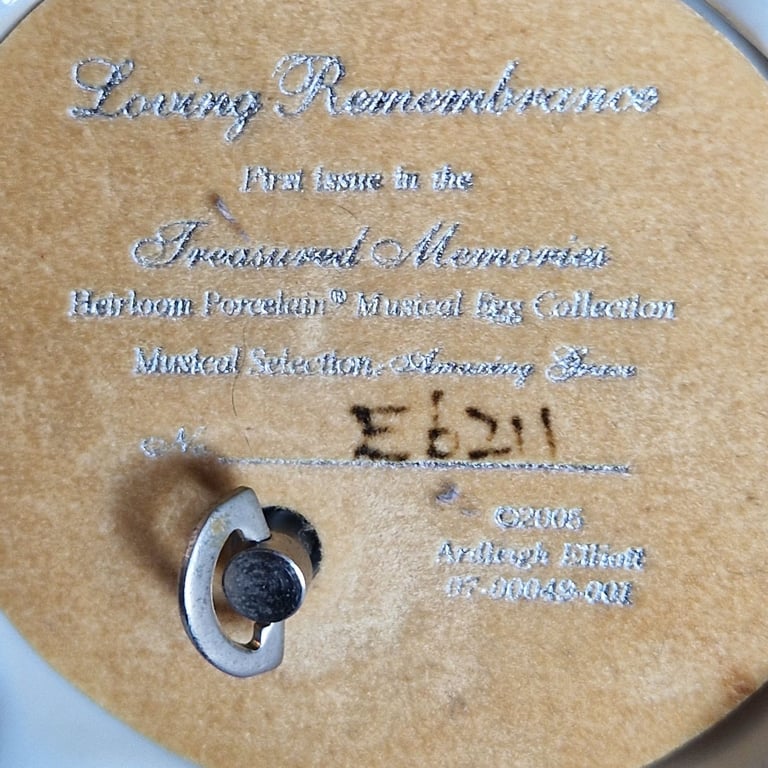 Loving Remembrance
First Issue in the
Treasured Memories
Heirloom Porcelain® Musical Egg Collection
Musical Selection, Amazing Grace
No. E6211
©2005
Ardleigh Elliott
07-00049-001